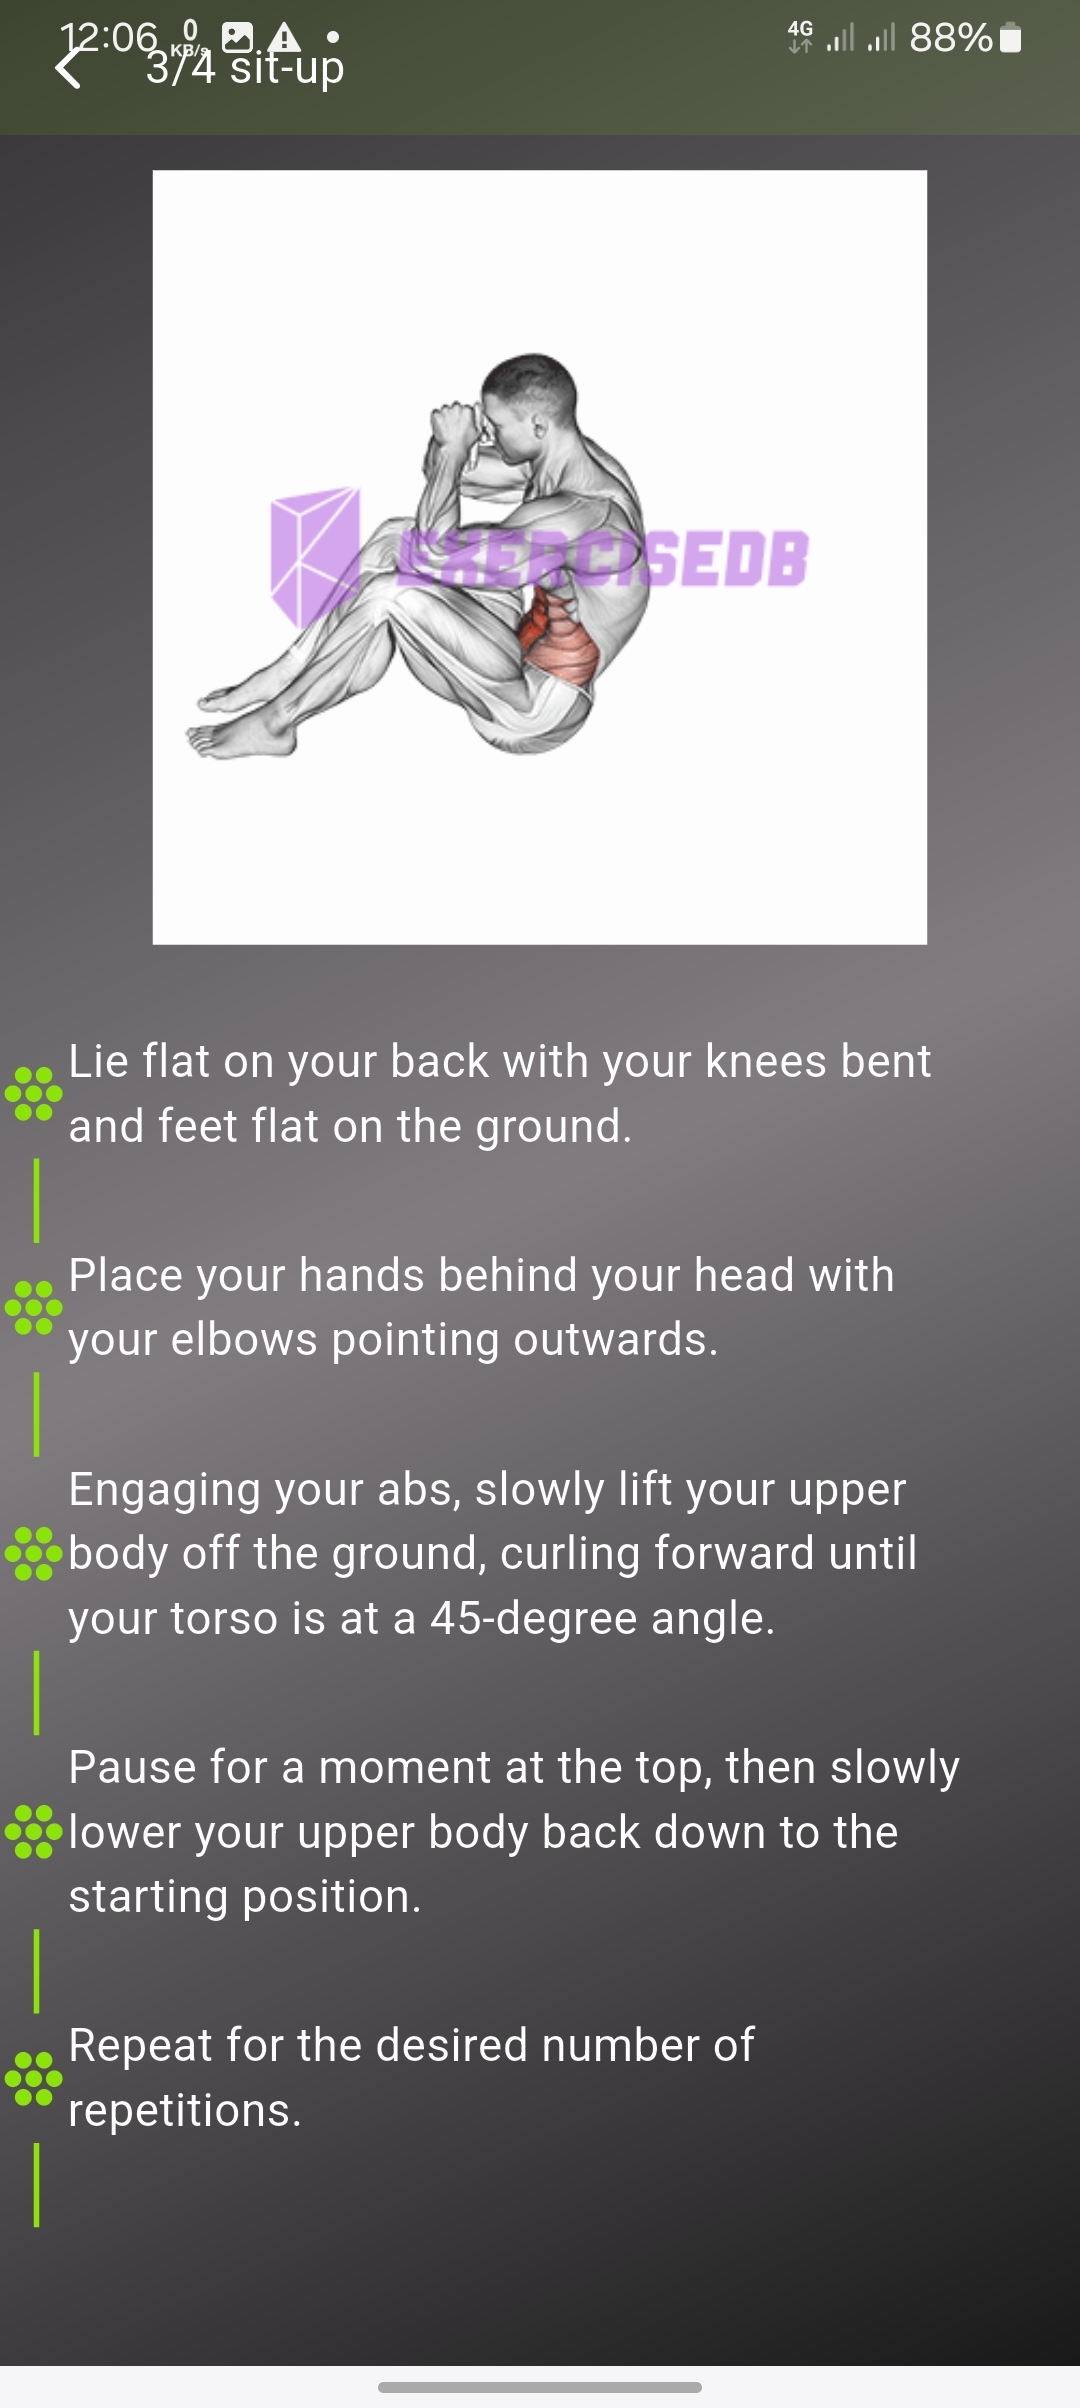 12:06 0 KB/s 4G 88%
3/4 sit-up
EXERCISEDB
Lie flat on your back with your knees bent
and feet flat on the ground.
Place your hands behind your head with
your elbows pointing outwards.
Engaging your abs, slowly lift your upper
body off the ground, curling forward until
your torso is at a 45-degree angle.
Pause for a moment at the top, then slowly
lower your upper body back down to the
starting position.
Repeat for the desired number of
repetitions.